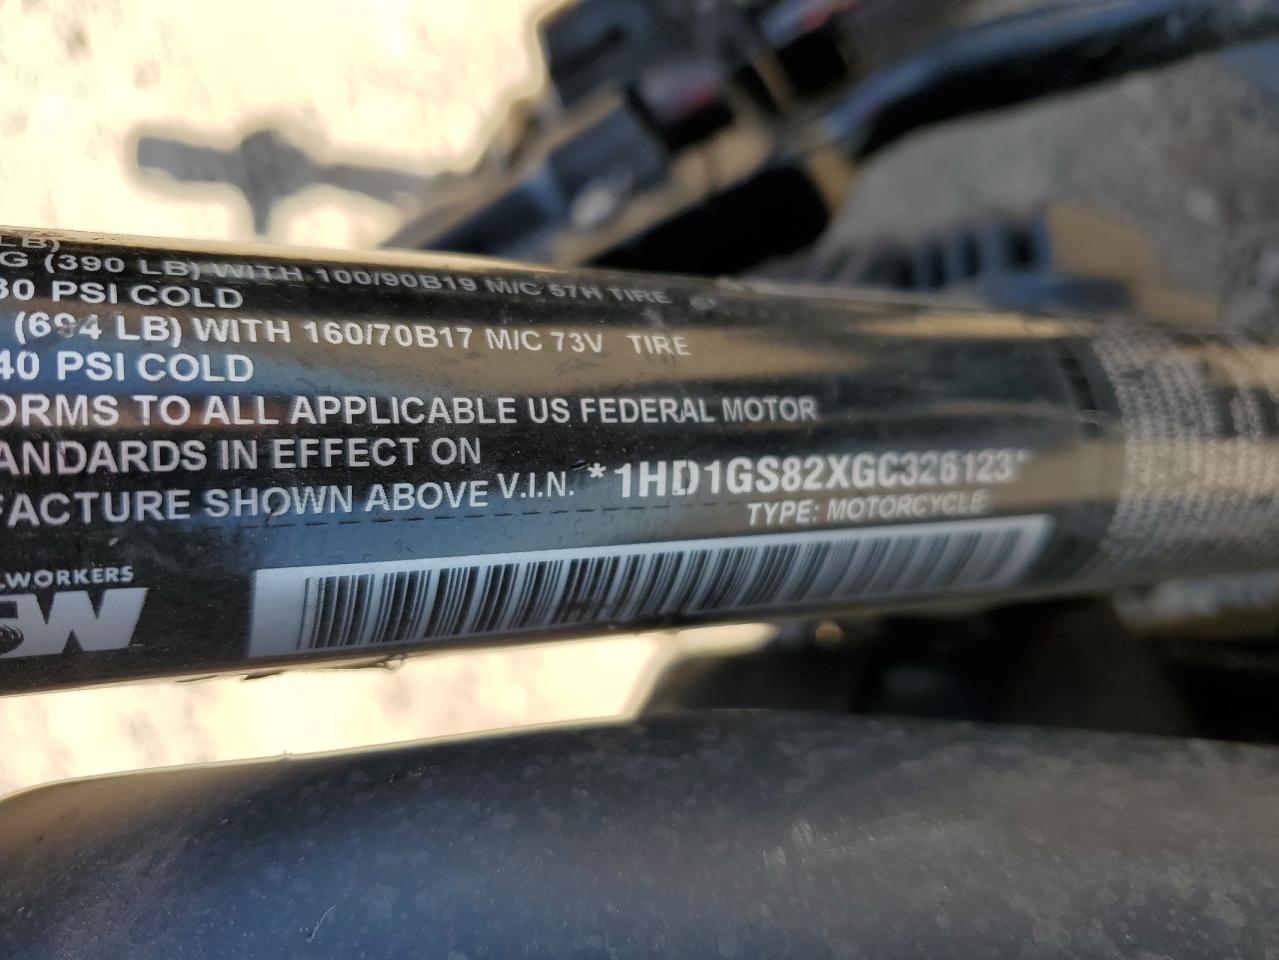 LB)
G (390 LB) WITH 100/90B19 M/C 57H TIRE
30 PSI COLD
(694 LB) WITH 160/70B17 M/C 73V TIRE
40 PSI COLD
ORMS TO ALL APPLICABLE US FEDERAL MOTOR
ANDARDS IN EFFECT ON
FACTURE SHOWN ABOVE V.I.N. *1HD1GS82XGC326123*
TYPE: MOTORCYCLE
LWORKERS
SW